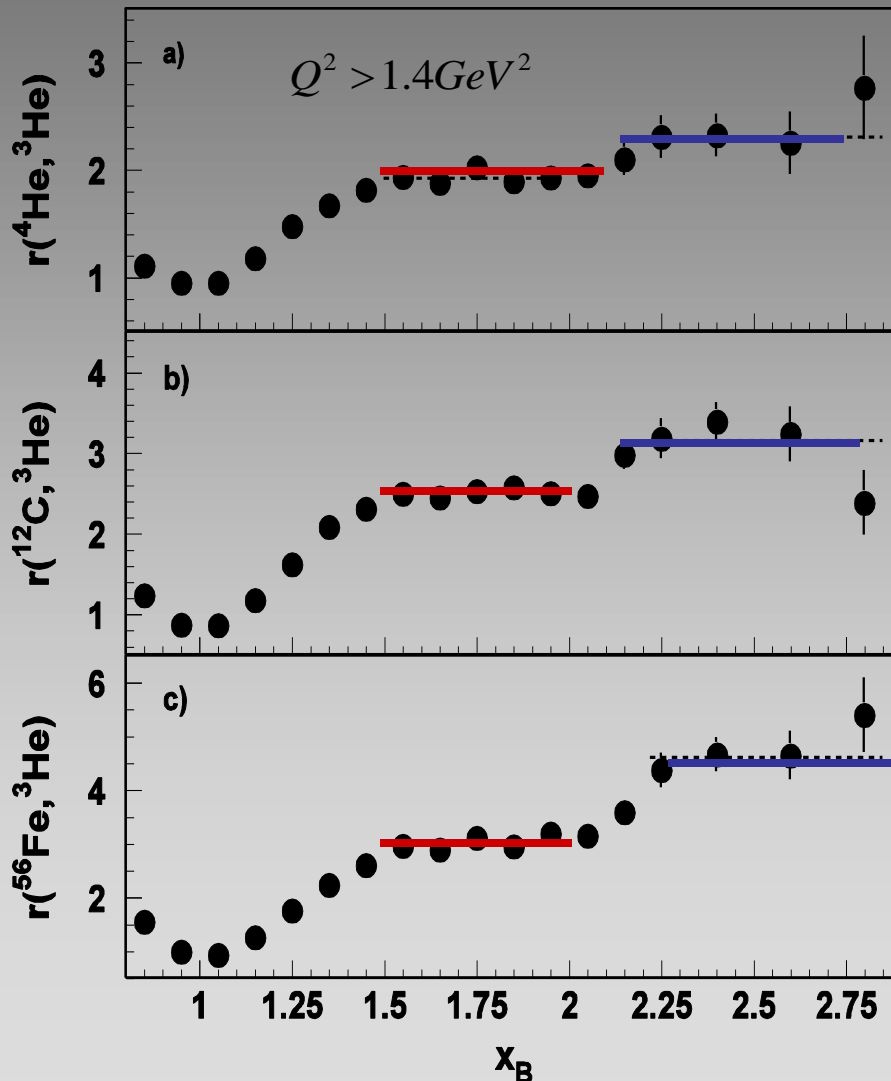 a)
Q² > 1.4GeV²
r(⁴He,³He)
3
2
1
b)
r(¹²C,³He)
4
3
2
1
c)
r(⁵⁶Fe,³He)
6
4
2
1 1.25 1.5 1.75 2 2.25 2.5 2.75
x_B